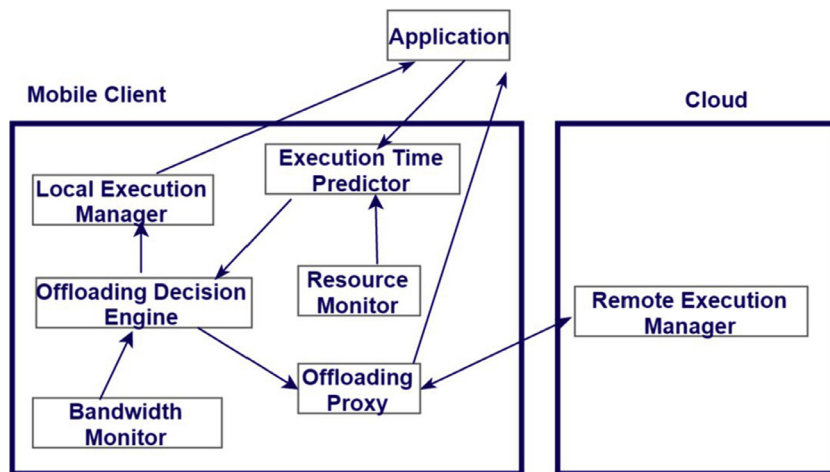 Application
Mobile Client
Cloud
Execution Time
Predictor
Local Execution
Manager
Offloading Decision
Engine
Resource
Monitor
Remote Execution
Manager
Offloading
Proxy
Bandwidth
Monitor